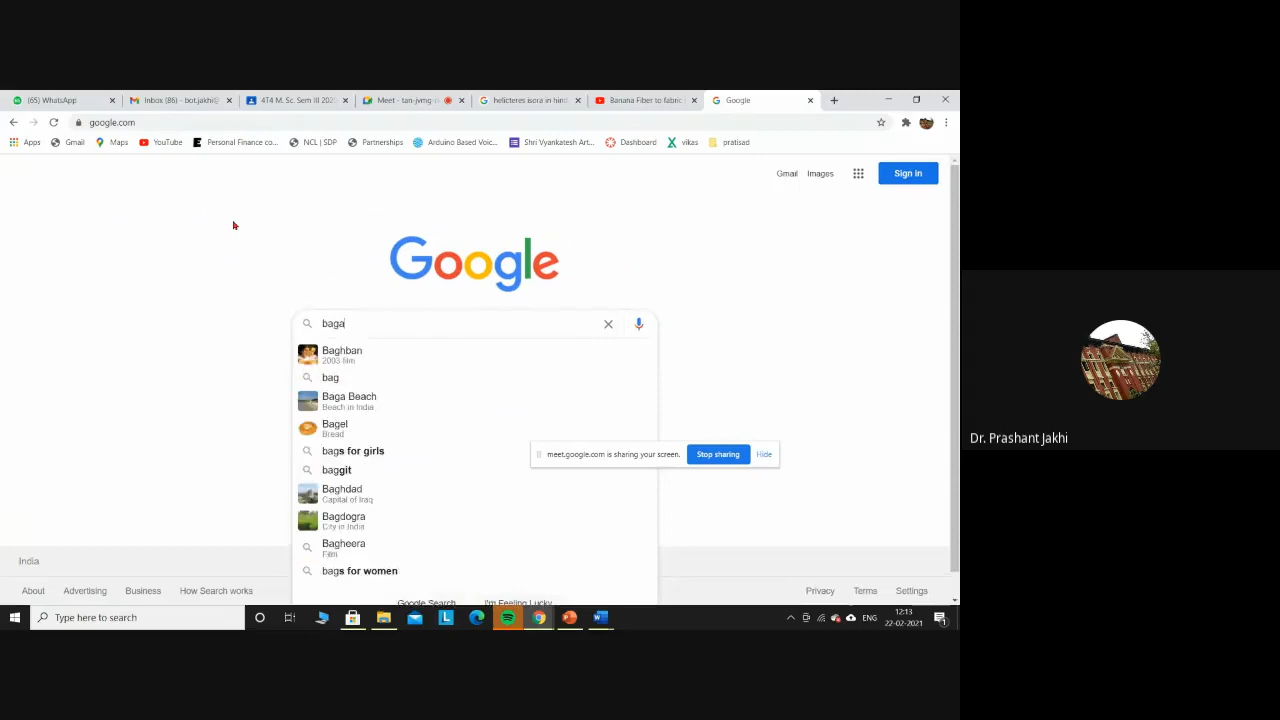 (65) WhatsApp
Inbox (86) - bot.jakhi@
4T4 M. Sc. Sem III 202
Meet - tan-jvmg-
helicteres isora in hind
Banana Fiber to fabric
Google
google.com
Apps
Gmail
Maps
YouTube
Personal Finance co...
NCL | SDP
Partnerships
Arduino Based Voic...
Shri Vyankatesh Art...
Dashboard
vikas
pratisad
Gmail
Images
Sign in
Google
baga
Baghban
2003 film
bag
Baga Beach
Beach in India
Bagel
Bread
bags for girls
baggit
Baghdad
Capital of Iraq
Bagdogra
City in India
Bagheera
Film
bags for women
Google Search
I'm Feeling Lucky
meet.google.com is sharing your screen.
Stop sharing
Hide
Dr. Prashant Jakhi
India
About
Advertising
Business
How Search works
Privacy
Terms
Settings
Type here to search
ENG
12:13
22-02-2021